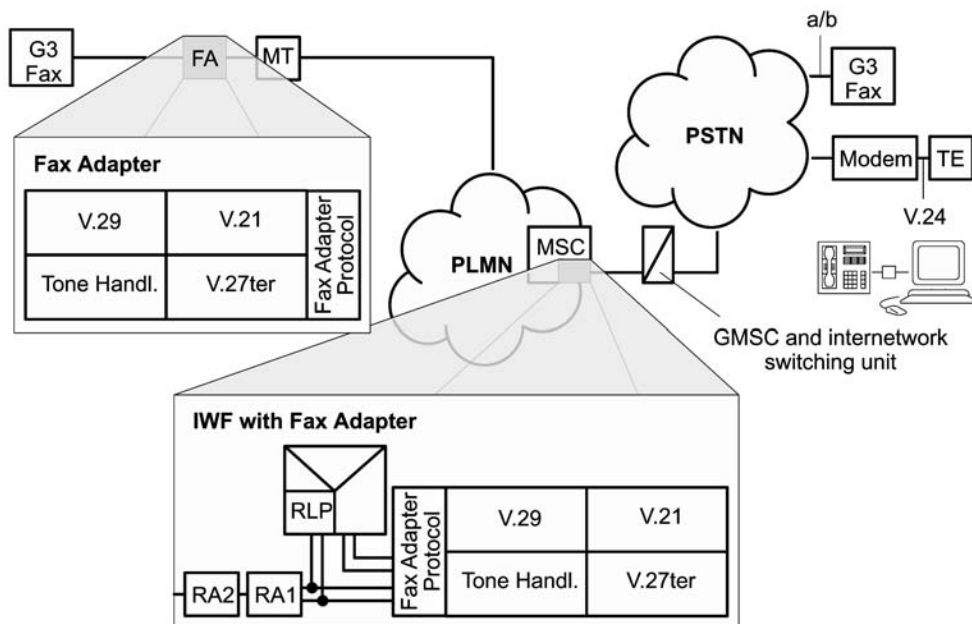 G3
Fax
FA
MT
a/b
G3
Fax
PSTN
Modem
TE
V.24
Fax Adapter
V.29
V.21
Tone Handl.
V.27ter
Fax Adapter
Protocol
PLMN
MSC
GMSC and internetwork
switching unit
IWF with Fax Adapter
RLP
RA2
RA1
Fax Adapter
Protocol
V.29
V.21
Tone Handl.
V.27ter